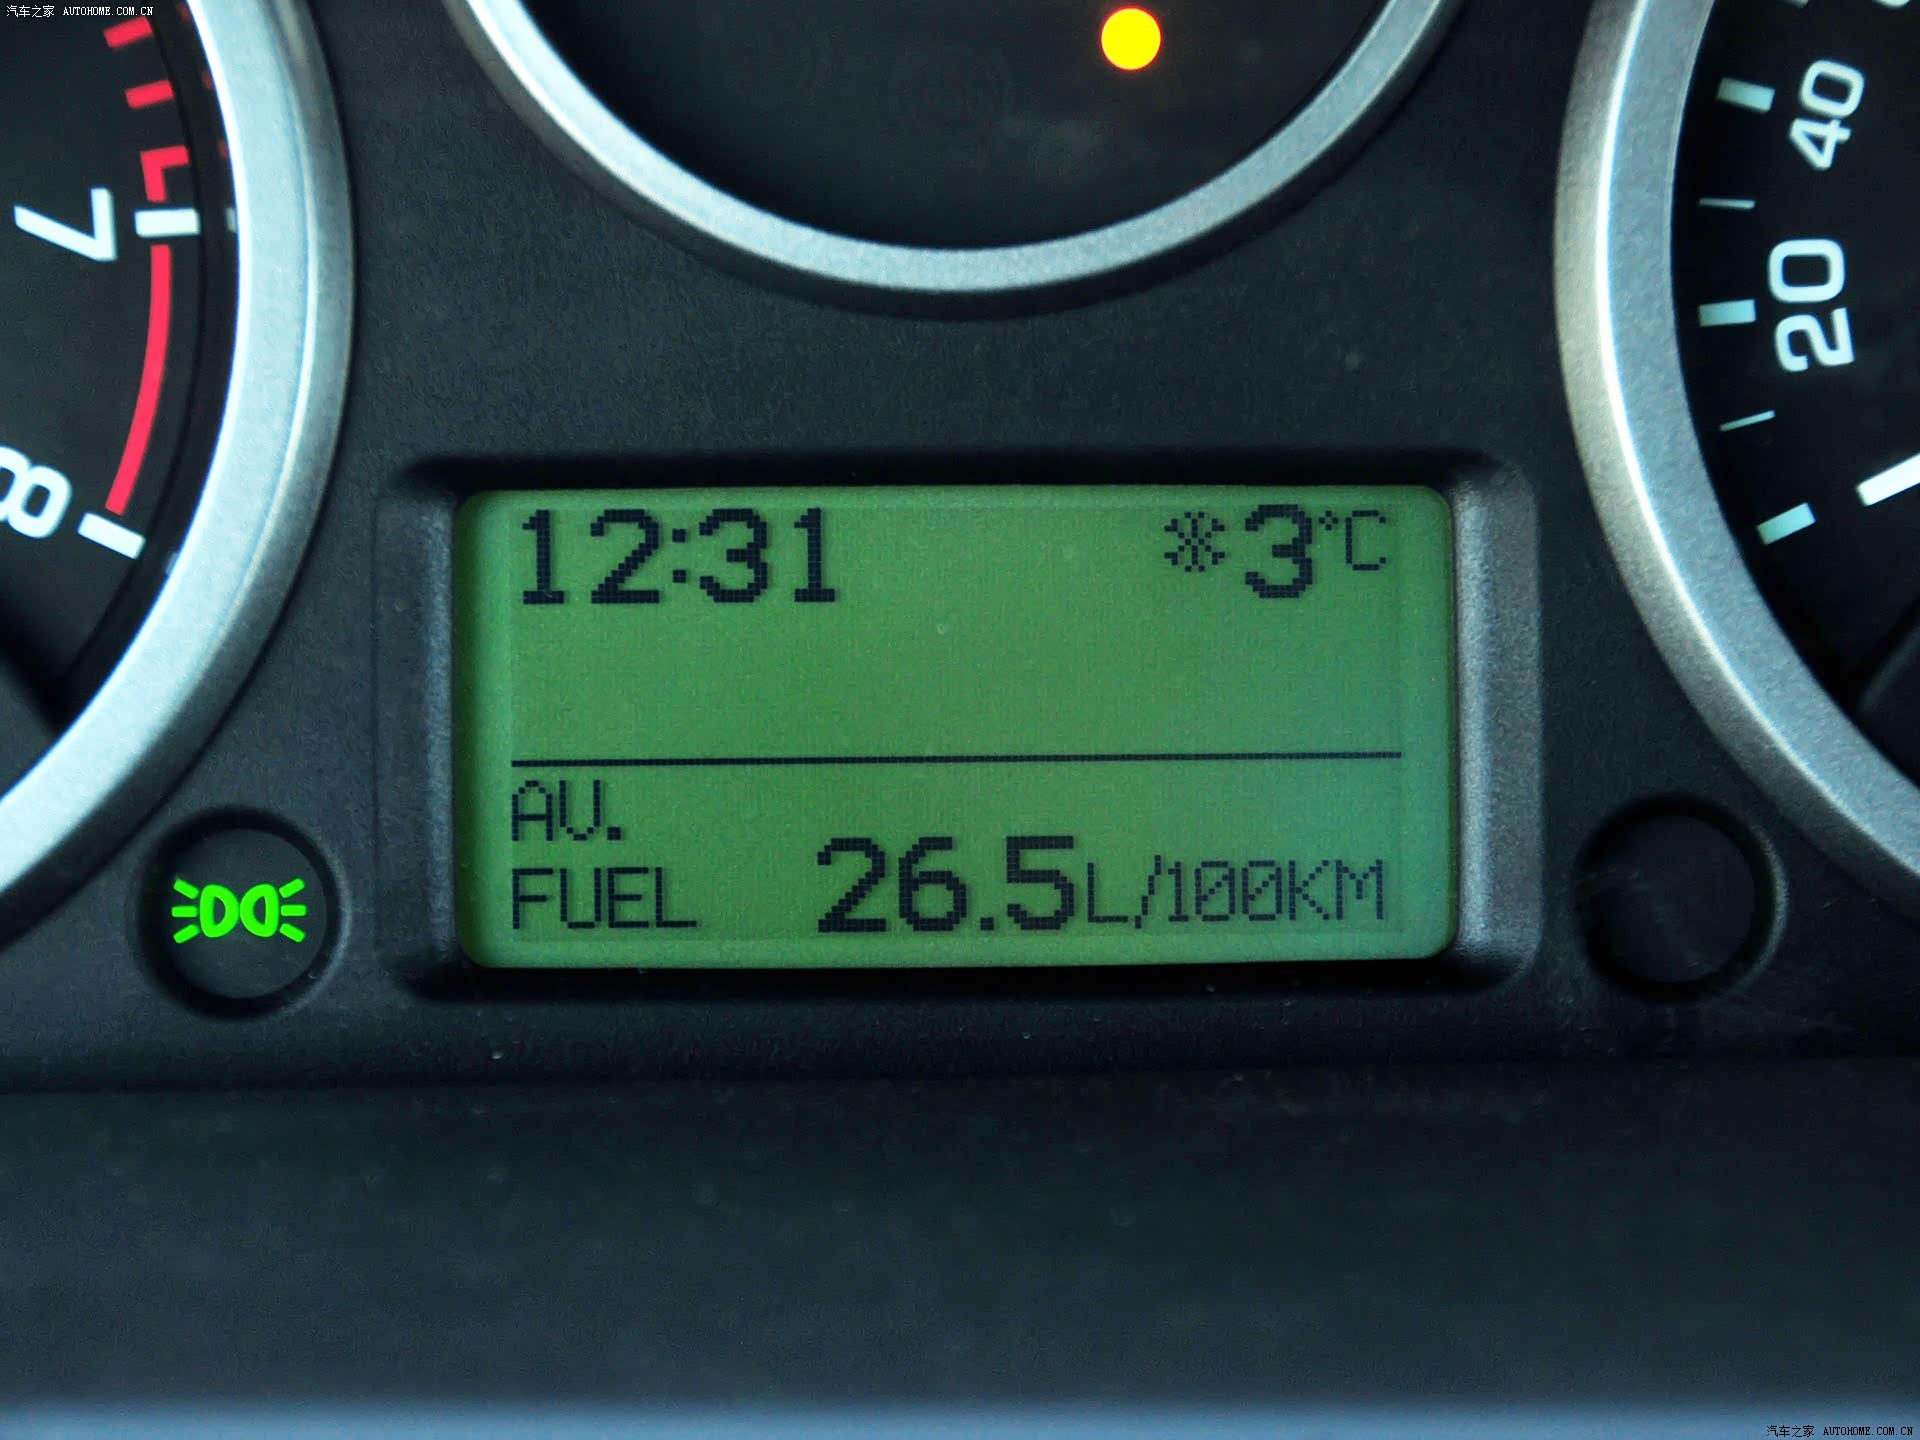 汽车之家 AUTOHOME.COM.CN
40
7
20
8
12:31 3°C
AV.
FUEL 26.5L/100KM
汽车之家 AUTOHOME.COM.CN